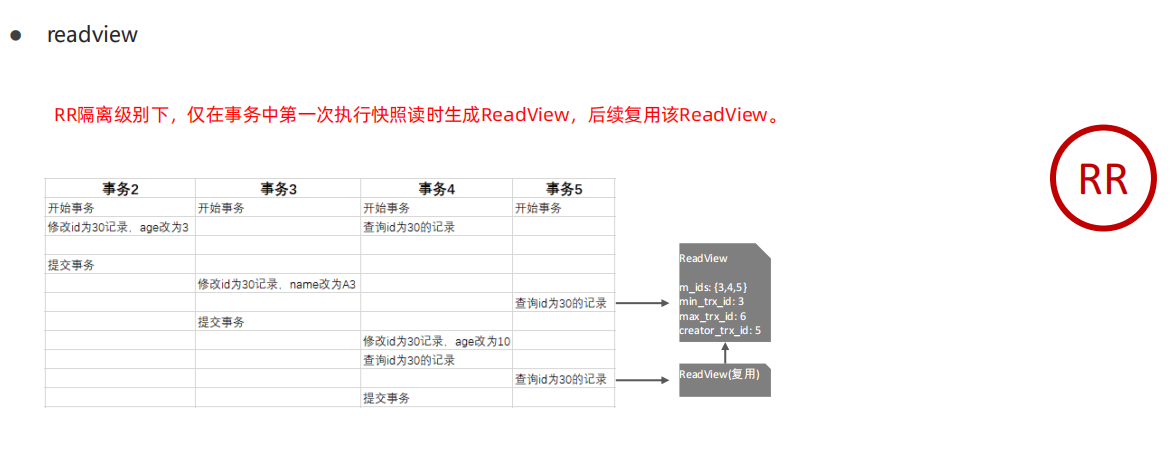 readview
RR隔离级别下，仅在事务中第一次执行快照读时生成ReadView，后续复用该ReadView。
RR
事务2 事务3 事务4 事务5
开始事务 开始事务 开始事务 开始事务
修改id为30记录，age改为3 查询id为30的记录
提交事务
修改id为30记录，name改为A3
查询id为30的记录
提交事务
修改id为30记录，age改为10
查询id为30的记录
查询id为30的记录
提交事务
ReadView
m_ids: {3,4,5}
min_trx_id: 3
max_trx_id: 6
creator_trx_id: 5
ReadView(复用)